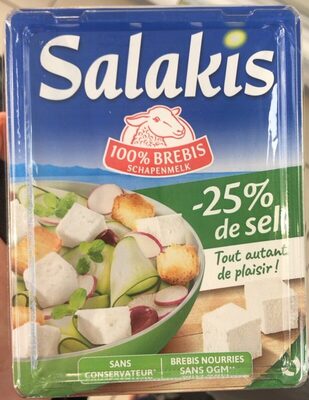 Salakis
100% BREBIS
SCHAPENMELK
-25%
de sel
Tout autant
de plaisir !
SANS
CONSERVATEUR*
BREBIS NOURRIES
SANS OGM**